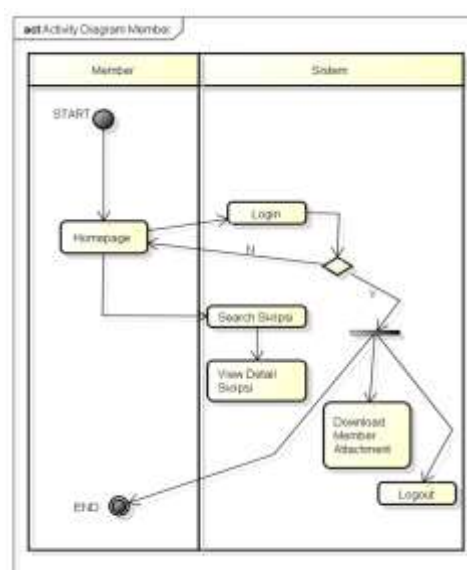 act Activity Diagram Member
Member
Sistem
START
Login
Homepage
N
Y
Search Skripsi
View Detail
Skripsi
Download
Member
Attachment
Logout
END